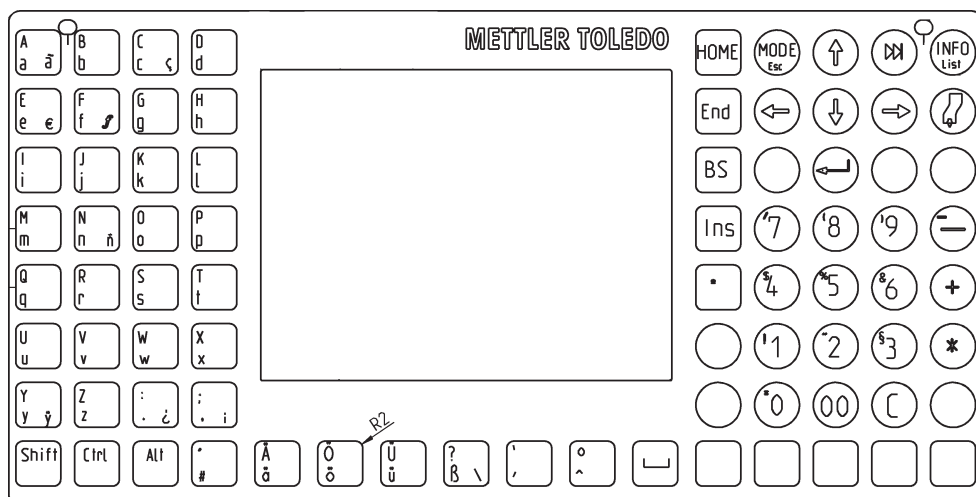 METTLER TOLEDO
A B C D HOME MODE INFO
a ã b c ç d Esc List
E F G H End
e € f g h
I J K L BS
i j k l
M N O P Ins 7 8 9 —
m n ñ o p
Q R S T $4 %5 &6 +
q r s t
U V W X 1 2 §3 *
u v w x
Y Z : ; 0 00 C
y ÿ z . ¿ , ¡
R2
Shift Ctrl Alt # Ä Ö Ü ? ° ^
ä ö ü ß \